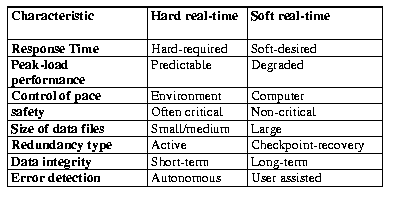 Characteristic Hard real-time Soft real-time
Response Time Hard-required Soft-desired
Peak-load Predictable Degraded
performance
Control of pace Environment Computer
safety Often critical Non-critical
Size of data files Small/medium Large
Redundancy type Active Checkpoint-recovery
Data integrity Short-term Long-term
Error detection Autonomous User assisted